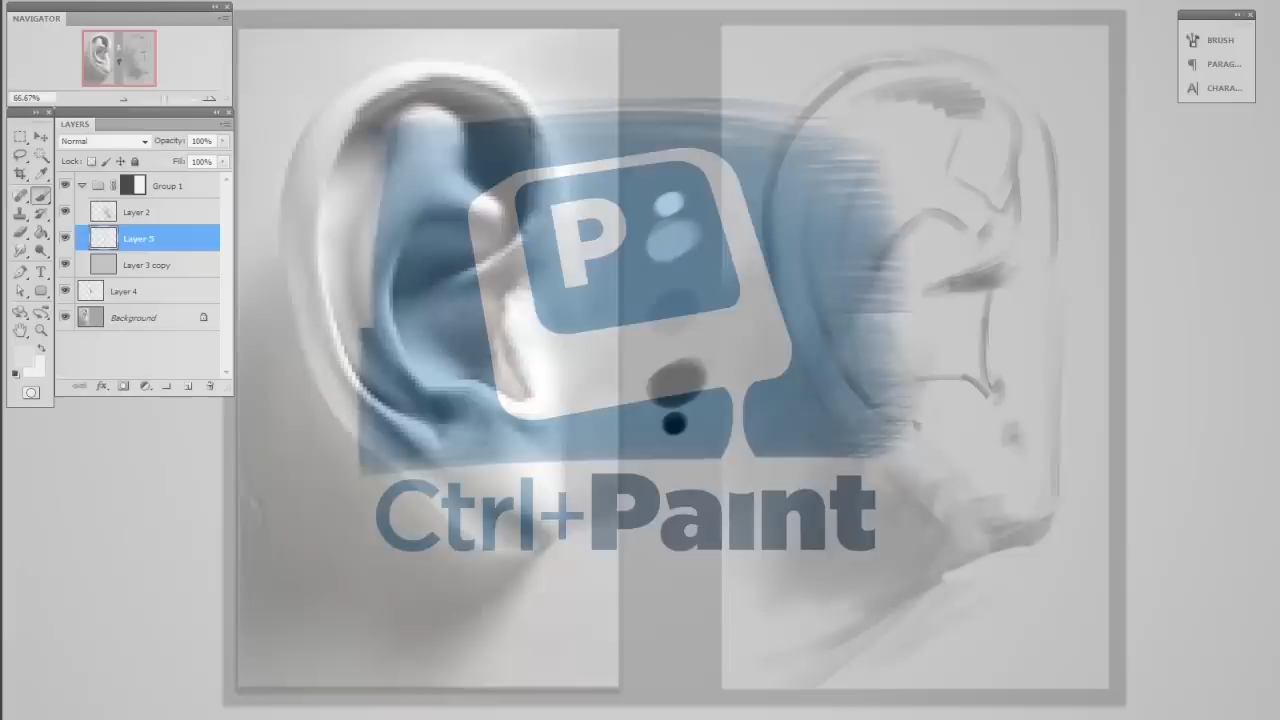 NAVIGATOR
66.67%
LAYERS
Normal
Opacity: 100%
Lock:
Fill: 100%
Group 1
Layer 2
Layer 5
Layer 3 copy
Layer 4
Background
T
BRUSH
PARAG...
CHARA...
P
Ctrl+Paint